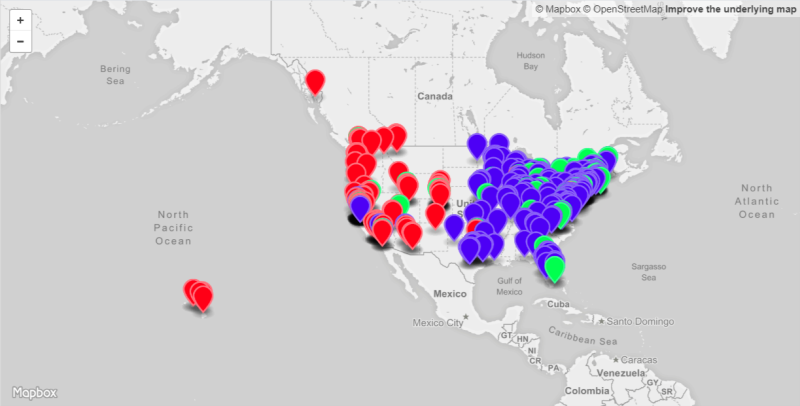 © Mapbox © OpenStreetMap Improve the underlying map
+
−
Hudson
Bay
Bering
Sea
Canada
North
Atlantic
Ocean
North
Pacific
Ocean
Sargasso
Sea
Gulf of
Mexico
Mexico
Cuba
Mexico City
Santo Domingo
GT
HN
Caribbean Sea
NI
CR
PA
Caracas
Venezuela
GY
SR
Colombia
Mapbox